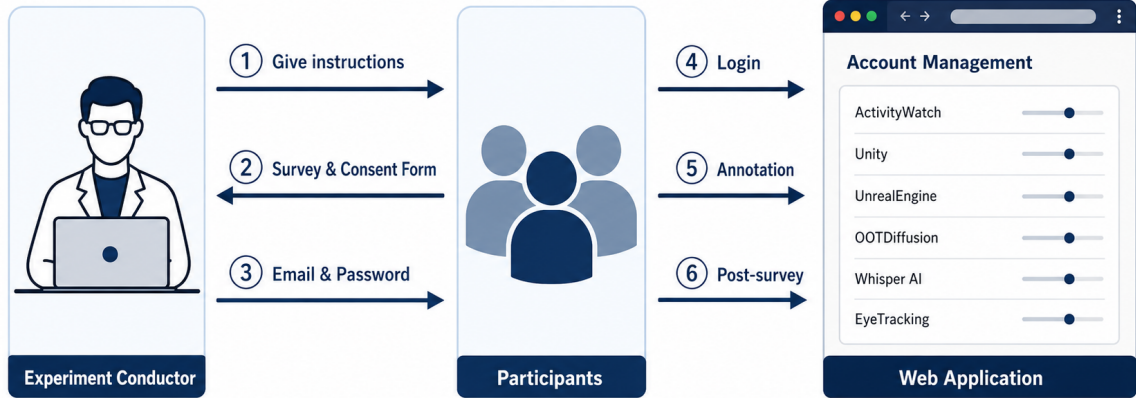 1 Give instructions
2 Survey & Consent Form
3 Email & Password
Experiment Conductor
Participants
4 Login
5 Annotation
6 Post-survey
Account Management
ActivityWatch
Unity
UnrealEngine
OOTDiffusion
Whisper AI
EyeTracking
Web Application